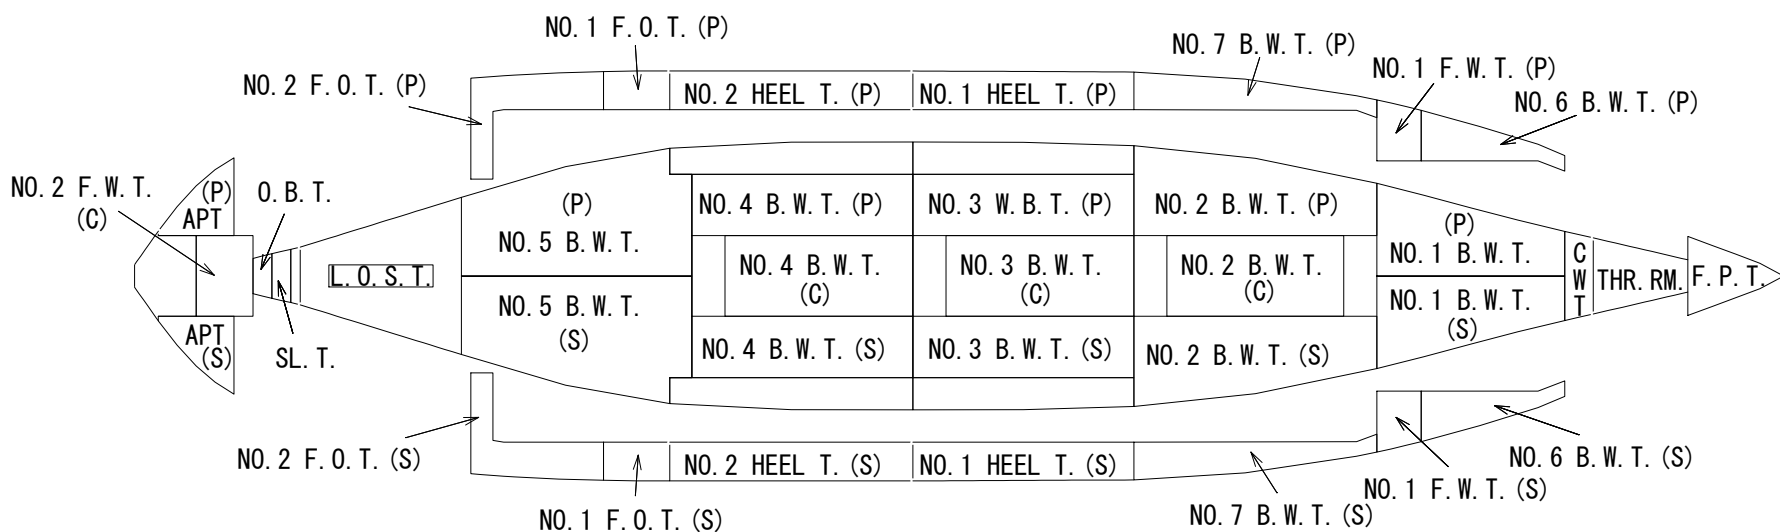 NO.1 F.O.T.(P)
NO.7 B.W.T.(P)
NO.2 F.O.T.(P)
NO.1 F.W.T.(P)
NO.2 HEEL T.(P)
NO.1 HEEL T.(P)
NO.6 B.W.T.(P)
NO.2 F.W.T.
(C)
(P)
APT
O.B.T.
(P)
NO.5 B.W.T.
NO.4 B.W.T.(P)
NO.3 W.B.T.(P)
NO.2 B.W.T.(P)
(P)
NO.1 B.W.T.
L.O.S.T.
NO.4 B.W.T.
(C)
NO.3 B.W.T.
(C)
NO.2 B.W.T.
(C)
C
W
T
THR.RM.
F.P.T.
NO.5 B.W.T.
(S)
NO.1 B.W.T.
(S)
APT
(S)
SL.T.
NO.4 B.W.T.(S)
NO.3 B.W.T.(S)
NO.2 B.W.T.(S)
NO.2 F.O.T.(S)
NO.2 HEEL T.(S)
NO.1 HEEL T.(S)
NO.6 B.W.T.(S)
NO.1 F.W.T.(S)
NO.1 F.O.T.(S)
NO.7 B.W.T.(S)